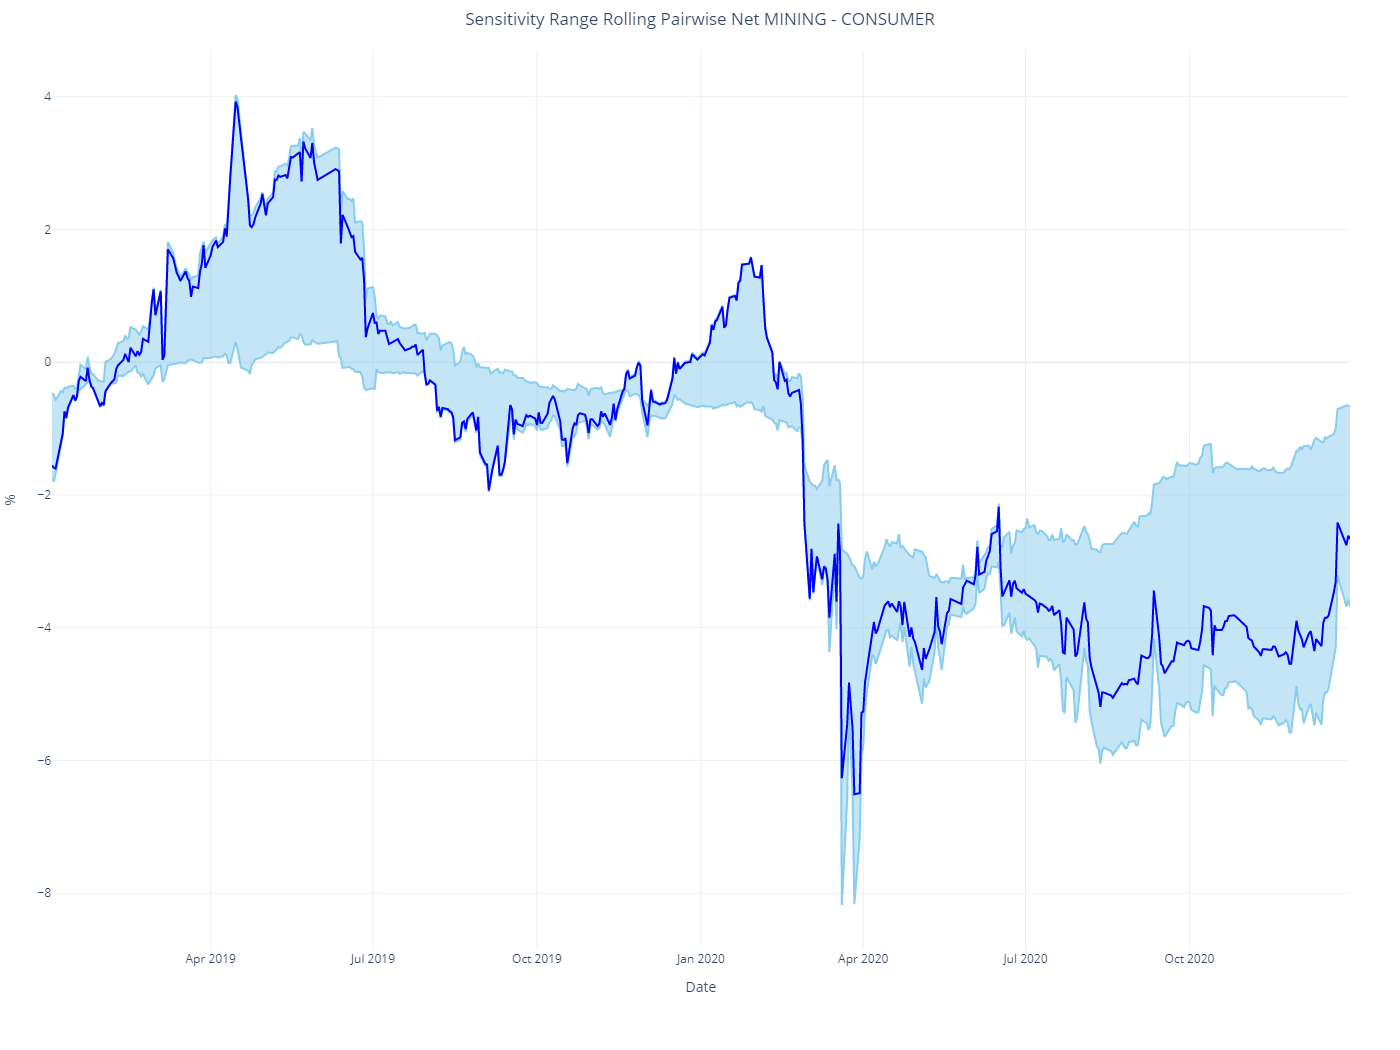 Sensitivity Range Rolling Pairwise Net MINING - CONSUMER
4
2
0
−2
−4
−6
−8
%
Apr 2019
Jul 2019
Oct 2019
Jan 2020
Apr 2020
Jul 2020
Oct 2020
Date